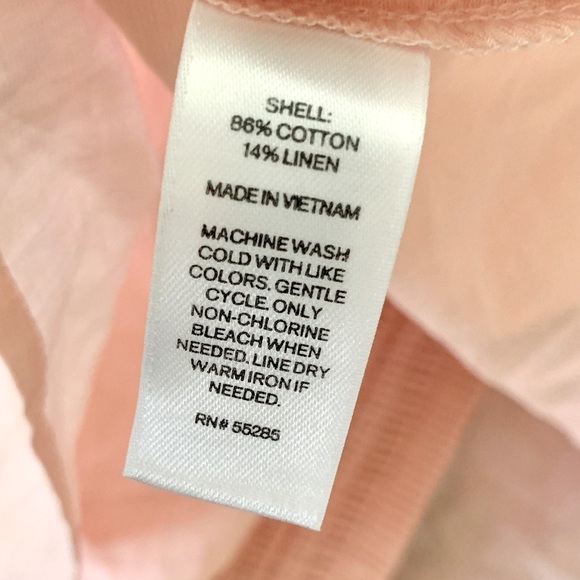 SHELL:
86% COTTON
14% LINEN
MADE IN VIETNAM
MACHINE WASH
COLD WITH LIKE
COLORS. GENTLE
CYCLE. ONLY
NON-CHLORINE
BLEACH WHEN
NEEDED. LINE DRY
WARM IRON IF
NEEDED.
RN# 55285